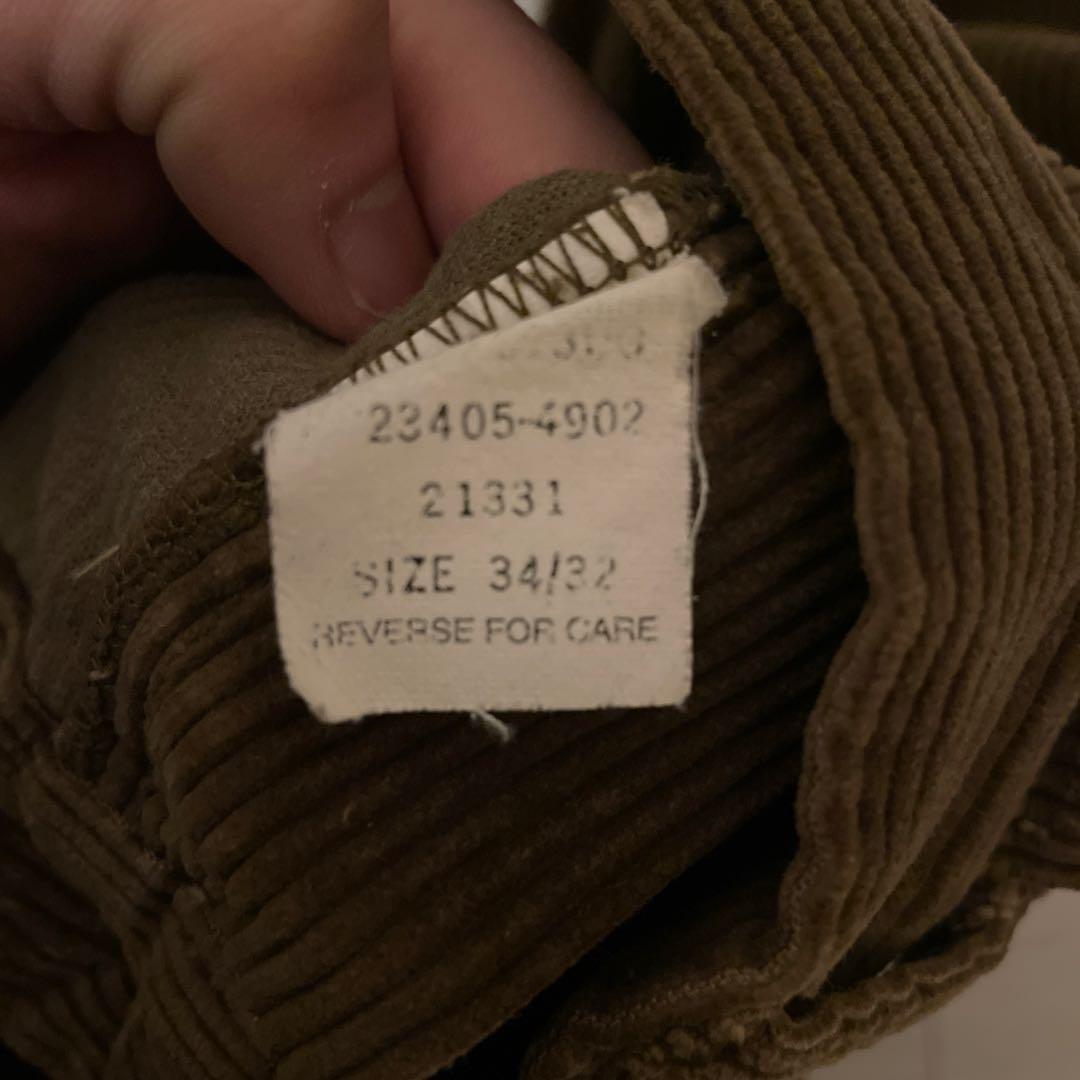 23405-4902
21331
SIZE 34/32
REVERSE FOR CARE